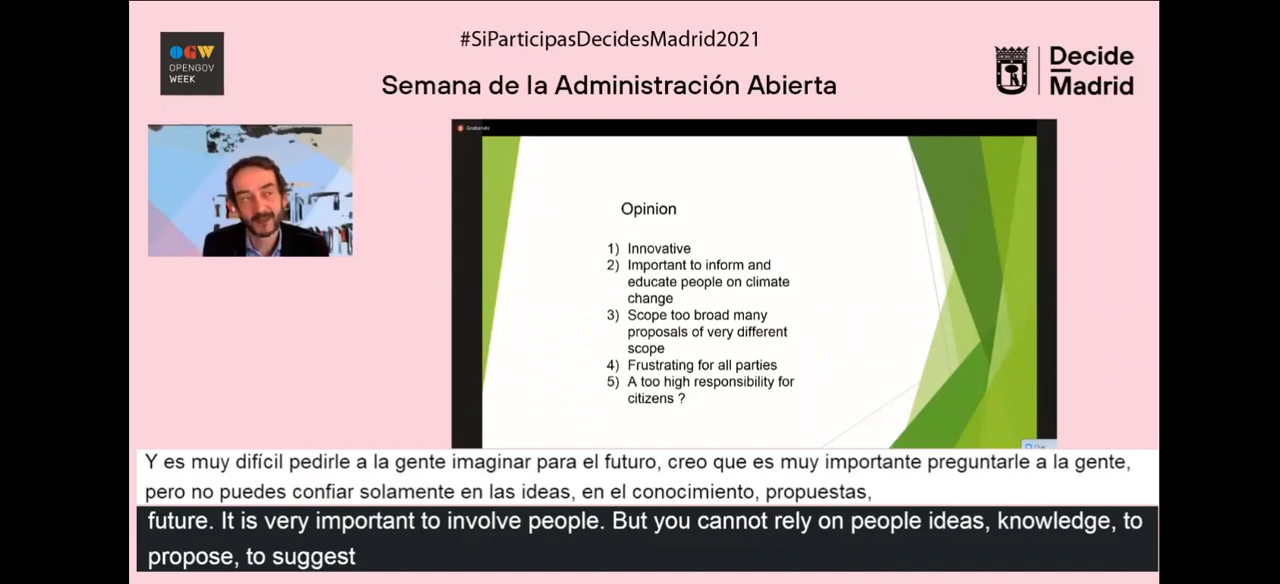 #SiParticipasDecidesMadrid2021
OGW
OPENGOV
WEEK
Semana de la Administración Abierta
Decide
Madrid
Grabando
Opinion
1) Innovative
2) Important to inform and
educate people on climate
change
3) Scope too broad many
proposals of very different
scope
4) Frustrating for all parties
5) A too high responsibility for
citizens ?
Y es muy difícil pedirle a la gente imaginar para el futuro, creo que es muy importante preguntarle a la gente,
pero no puedes confiar solamente en las ideas, en el conocimiento, propuestas,
future. It is very important to involve people. But you cannot rely on people ideas, knowledge, to
propose, to suggest